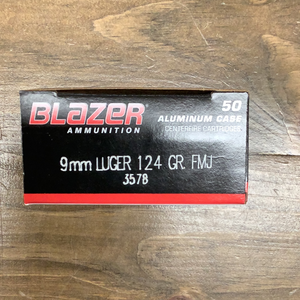 BLAZER
AMMUNITION
50
ALUMINUM CASE
CENTERFIRE CARTRIDGES
9mm LUGER 124 GR. FMJ
3578